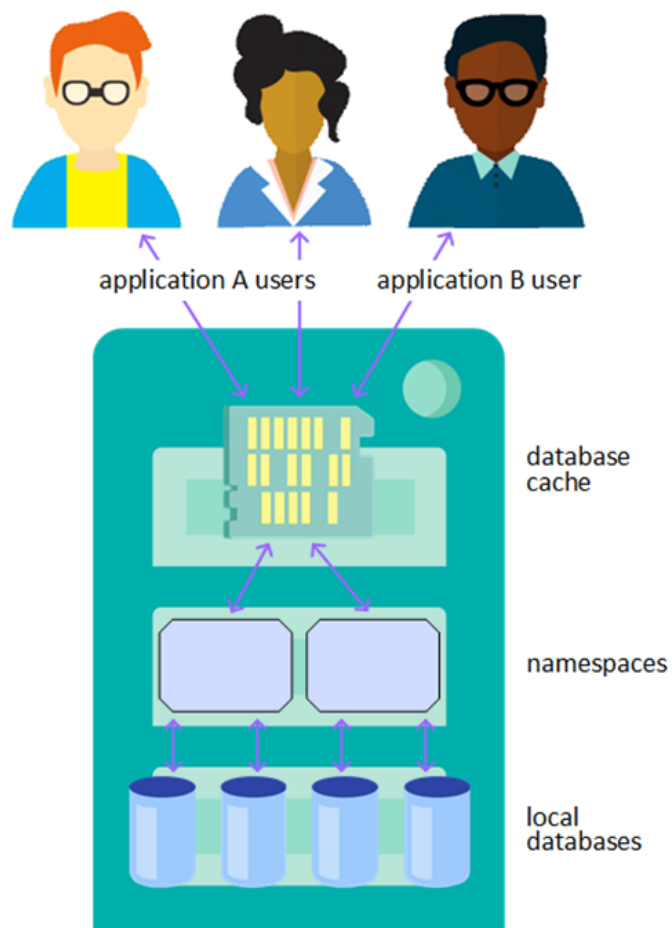 application A users
application B user
database
cache
namespaces
local
databases